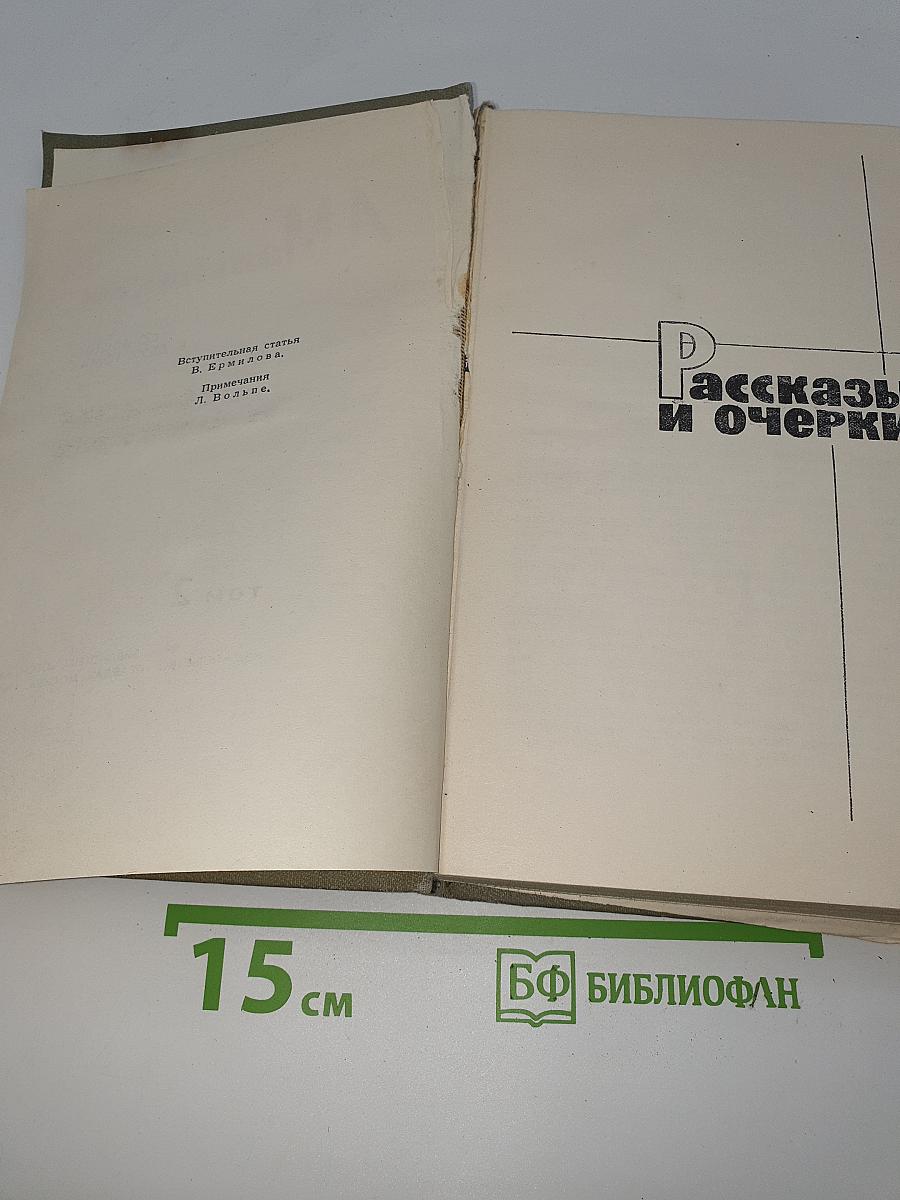 Вступительная статья
В. Ермилова.
Примечания
Л. Вольпе.
Рассказы
и очерки
15 см
БФ БИБЛИОФАН